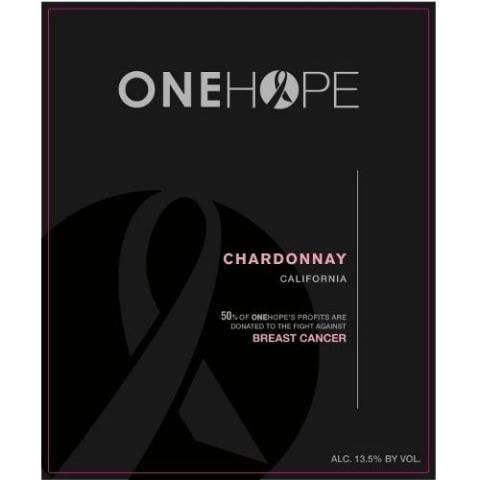 ONEHOPE
CHARDONNAY
CALIFORNIA
50% OF ONEHOPE'S PROFITS ARE
DONATED TO THE FIGHT AGAINST
BREAST CANCER
ALC. 13.5% BY VOL.